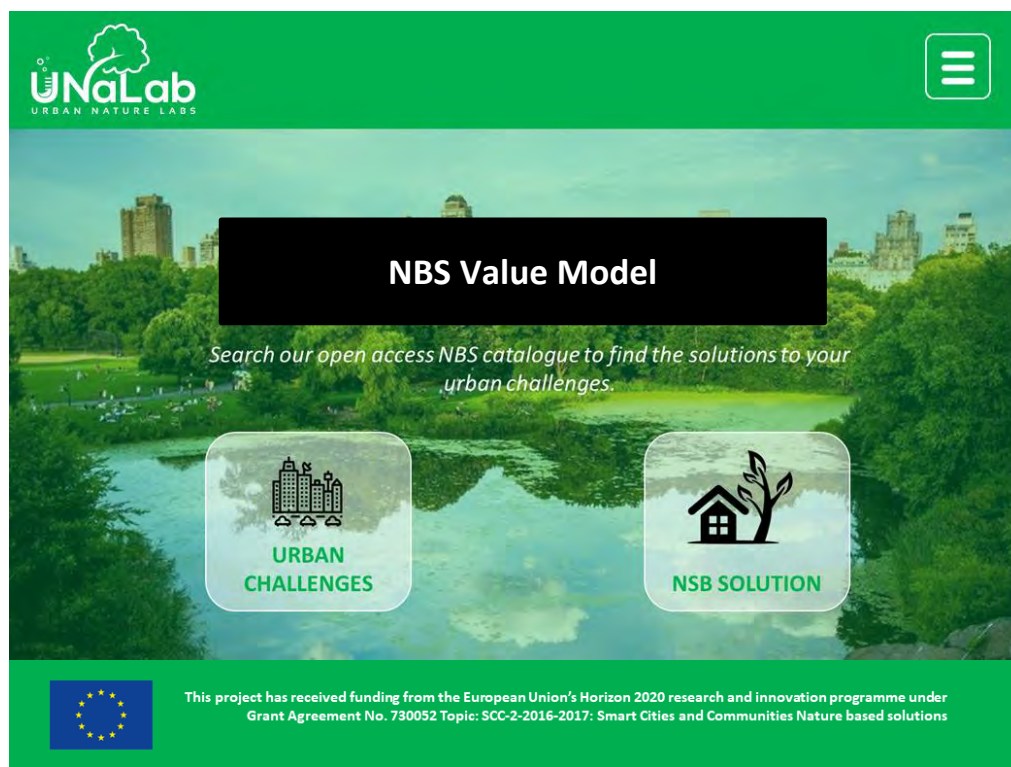 UNaLab
URBAN NATURE LABS
NBS Value Model
Search our open access NBS catalogue to find the solutions to your
urban challenges.
URBAN
CHALLENGES
NSB SOLUTION
This project has received funding from the European Union’s Horizon 2020 research and innovation programme under
Grant Agreement No. 730052 Topic: SCC-2-2016-2017: Smart Cities and Communities Nature based solutions